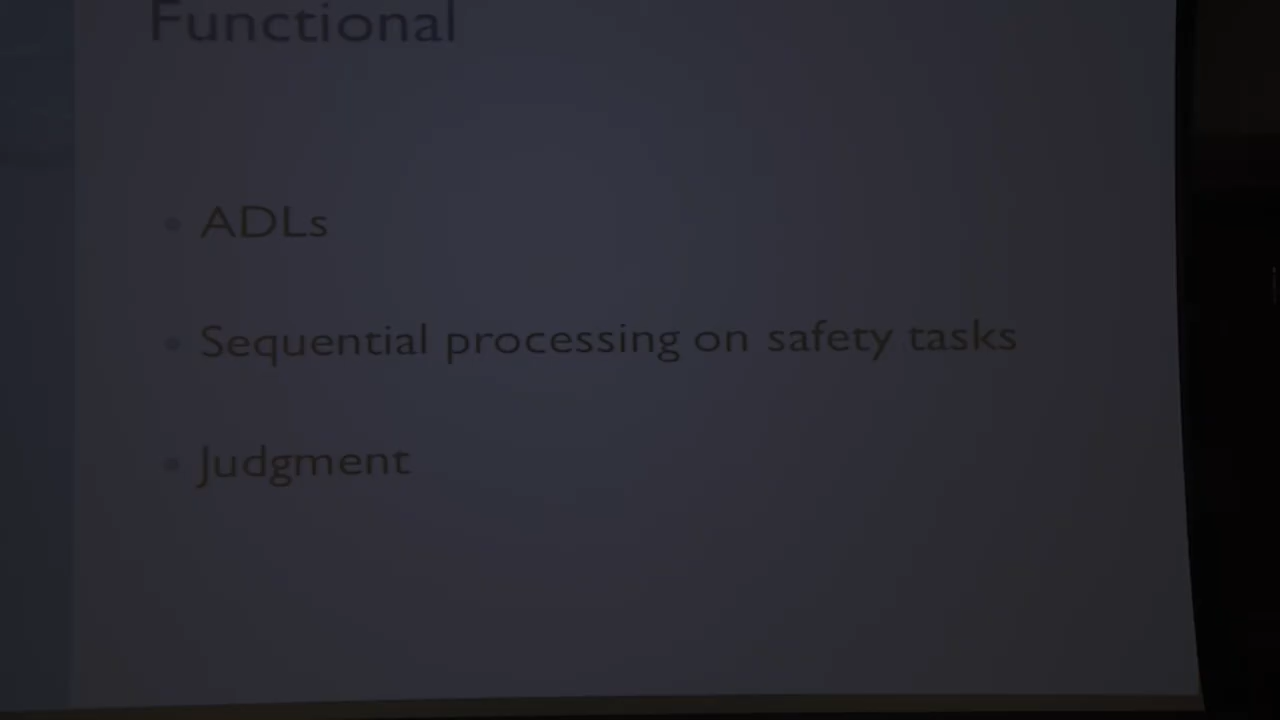 Functional
• ADLs
• Sequential processing on safety tasks
• Judgment